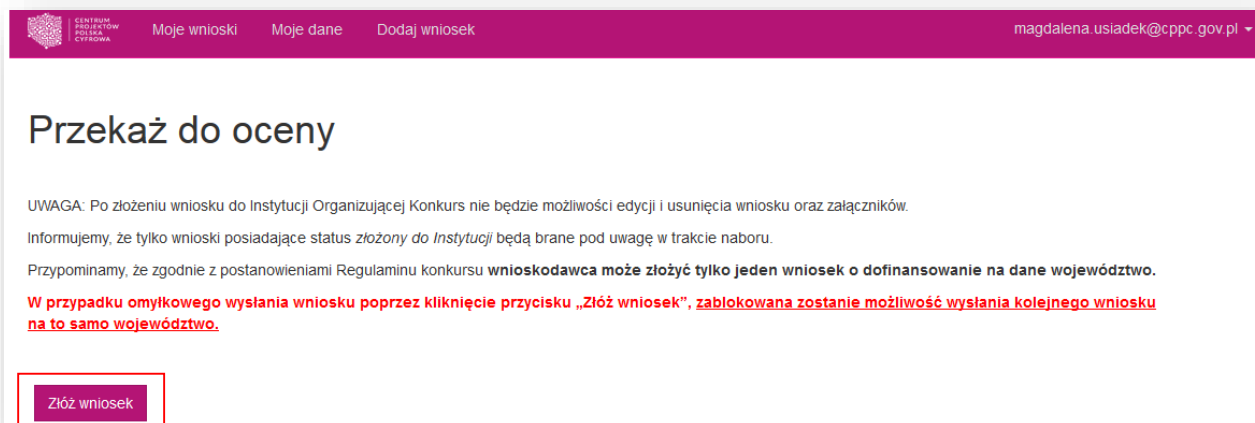 CENTRUM
PROJEKTÓW
POLSKA
CYFROWA
Moje wnioski Moje dane Dodaj wniosek magdalena.usiadek@cppc.gov.pl
Przekaż do oceny
UWAGA: Po złożeniu wniosku do Instytucji Organizującej Konkurs nie będzie możliwości edycji i usunięcia wniosku oraz załączników.
Informujemy, że tylko wnioski posiadające status złożony do Instytucji będą brane pod uwagę w trakcie naboru.
Przypominamy, że zgodnie z postanowieniami Regulaminu konkursu wnioskodawca może złożyć tylko jeden wniosek o dofinansowanie na dane województwo.
W przypadku omyłkowego wysłania wniosku poprzez kliknięcie przycisku „Złóż wniosek”, zablokowana zostanie możliwość wysłania kolejnego wniosku
na to samo województwo.
Złóż wniosek